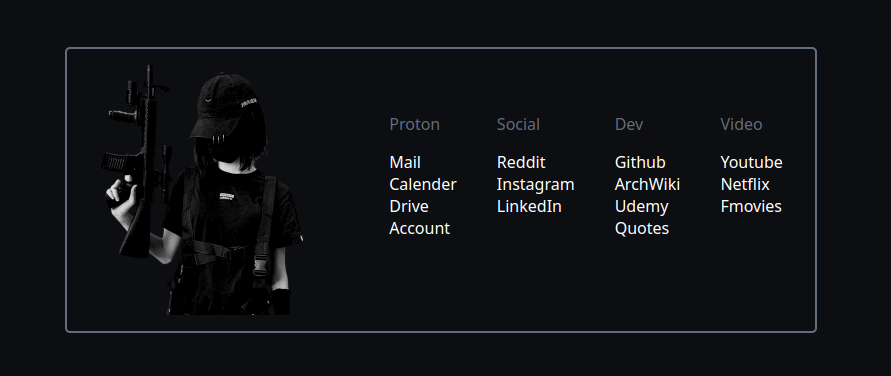 Proton
Mail
Calender
Drive
Account
Social
Reddit
Instagram
LinkedIn
Dev
Github
ArchWiki
Udemy
Quotes
Video
Youtube
Netflix
Fmovies